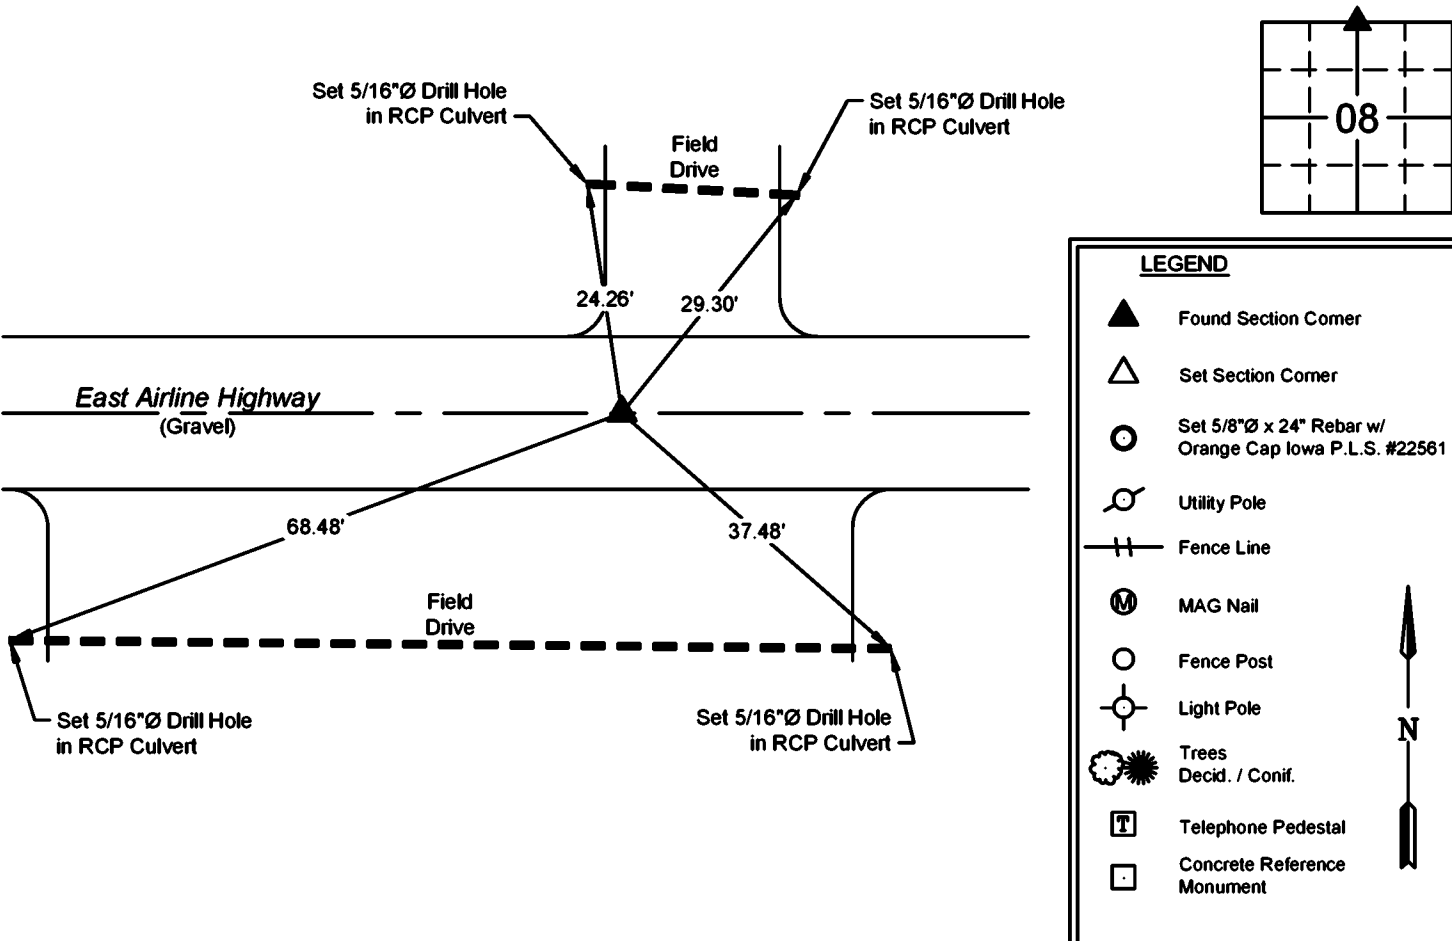 Set 5/16"Ø Drill Hole
in RCP Culvert
Set 5/16"Ø Drill Hole
in RCP Culvert
Field
Drive
08
24.26'
29.30'
East Airline Highway
(Gravel)
68.48'
37.48'
Field
Drive
Set 5/16"Ø Drill Hole
in RCP Culvert
Set 5/16"Ø Drill Hole
in RCP Culvert
LEGEND
Found Section Corner
Set Section Corner
Set 5/8"Ø x 24" Rebar w/
Orange Cap Iowa P.L.S. #22561
Utility Pole
Fence Line
M
MAG Nail
Fence Post
Light Pole
Trees
Decid. / Conif.
T
Telephone Pedestal
Concrete Reference
Monument
N